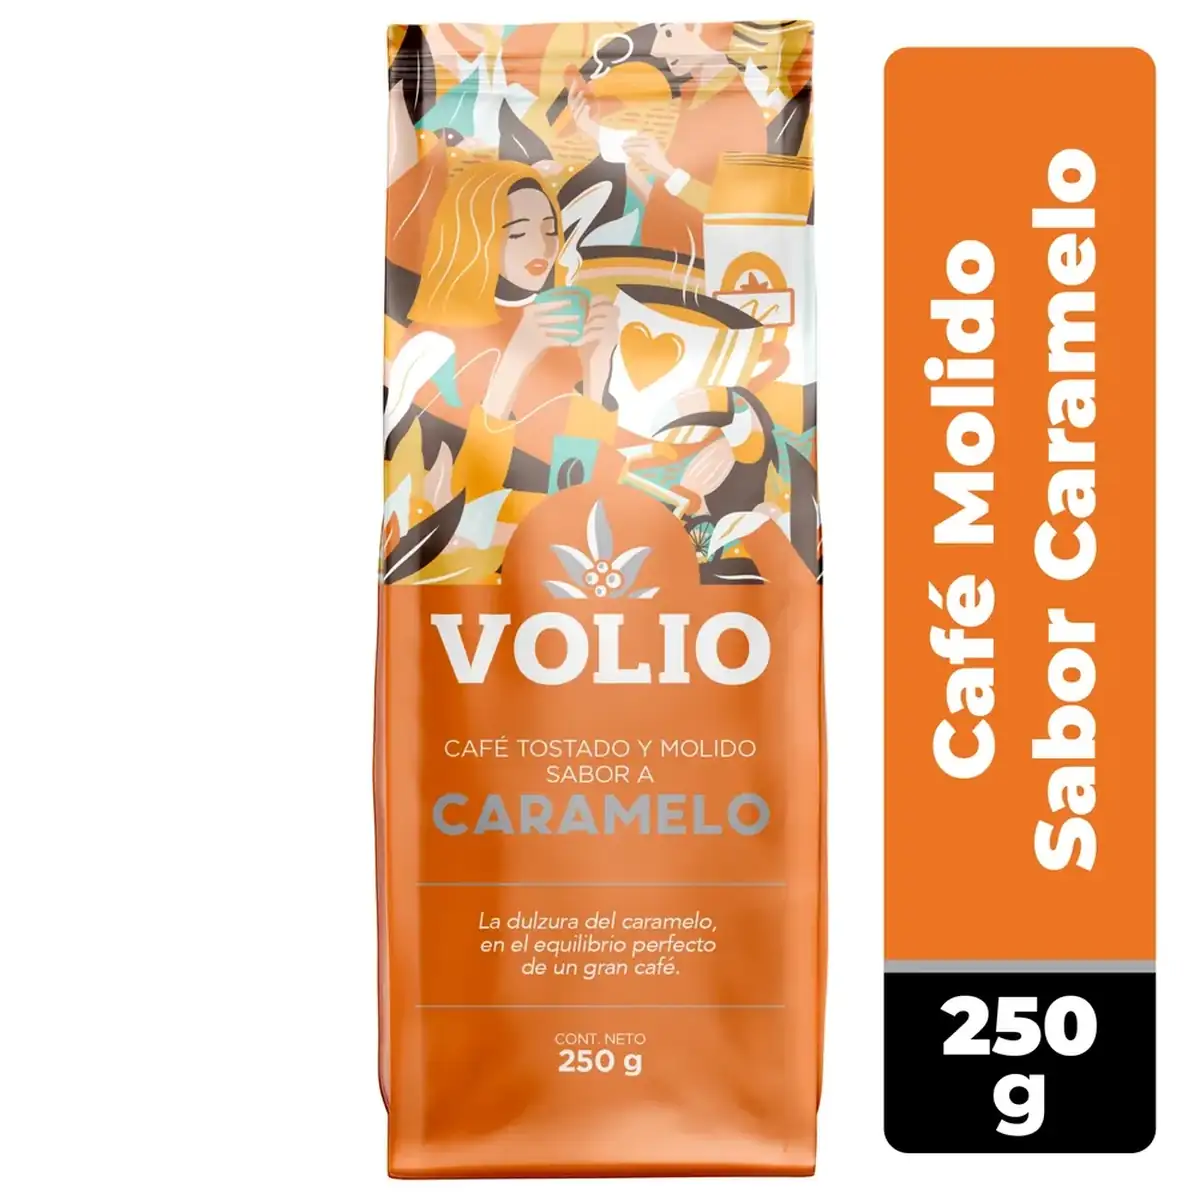 VOLIO
CAFÉ TOSTADO Y MOLIDO
SABOR A
CARAMELO
La dulzura del caramelo,
en el equilibrio perfecto
de un gran café.
CONT. NETO
250 g
Café Molido
Sabor Caramelo
250
g